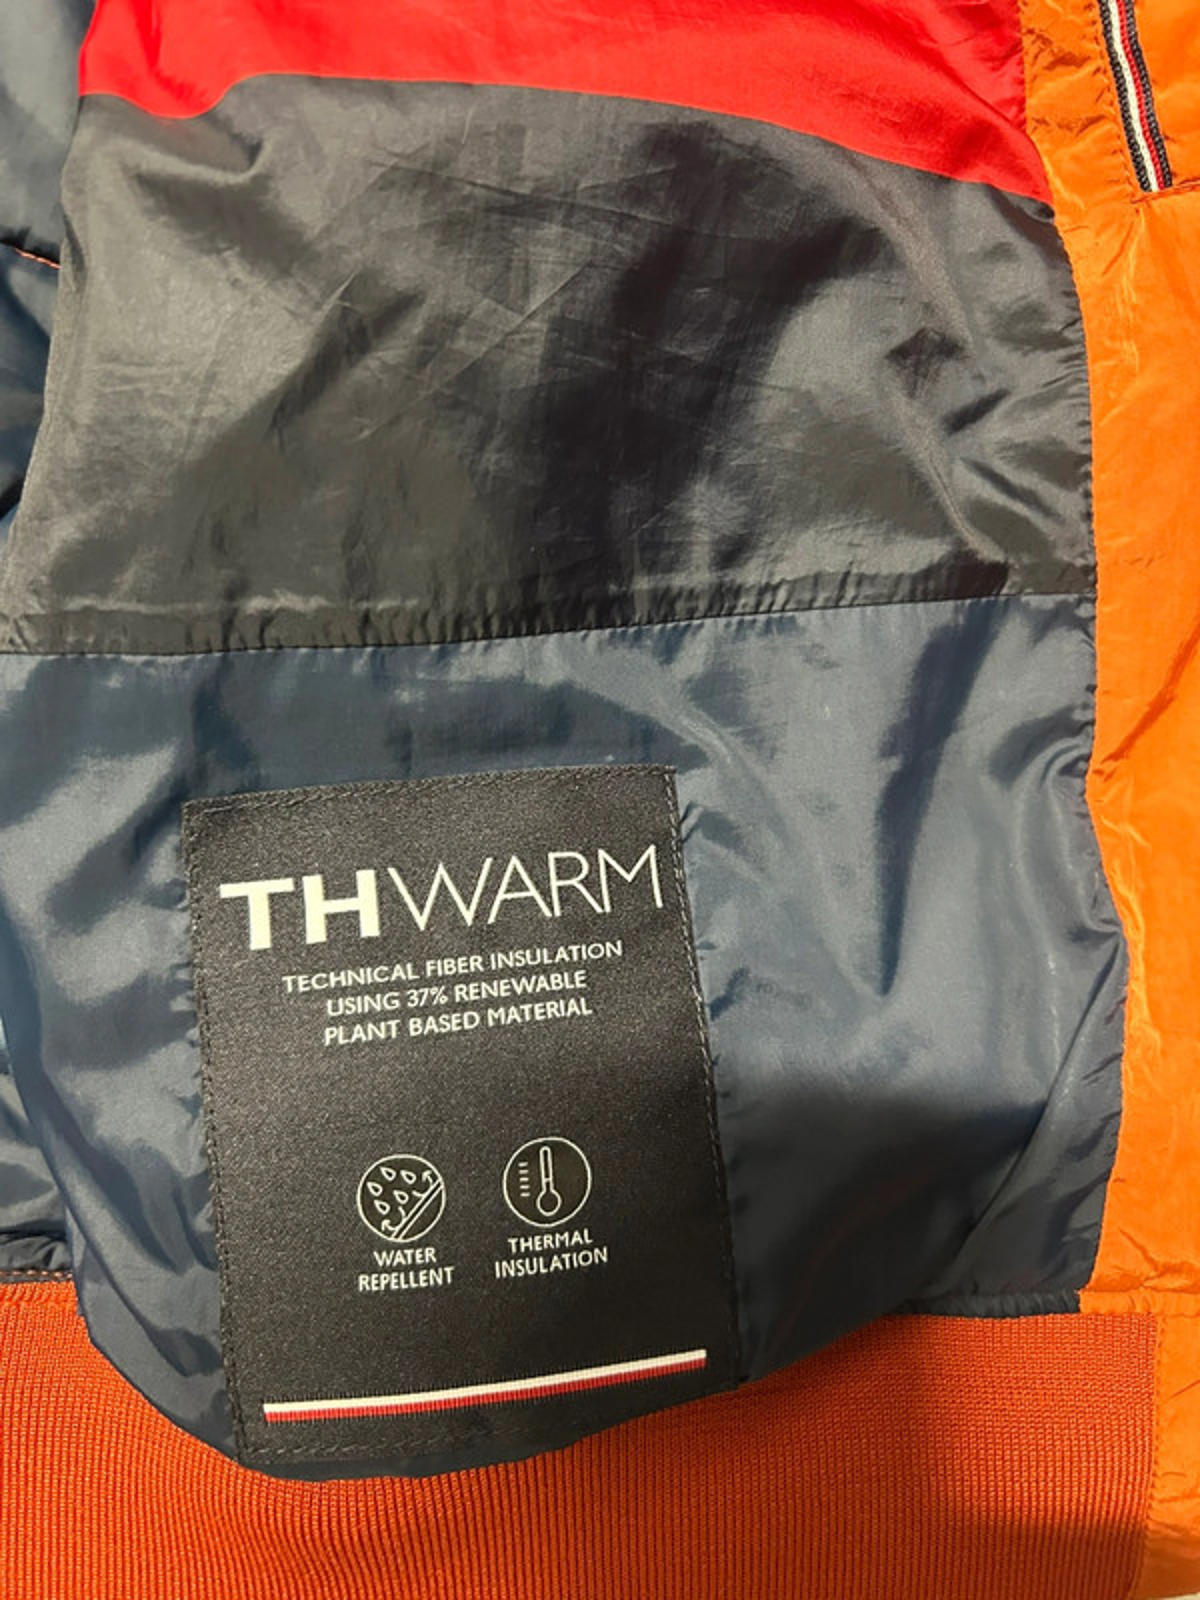 THWARM
TECHNICAL FIBER INSULATION
USING 37% RENEWABLE
PLANT BASED MATERIAL
WATER
REPELLENT
THERMAL
INSULATION